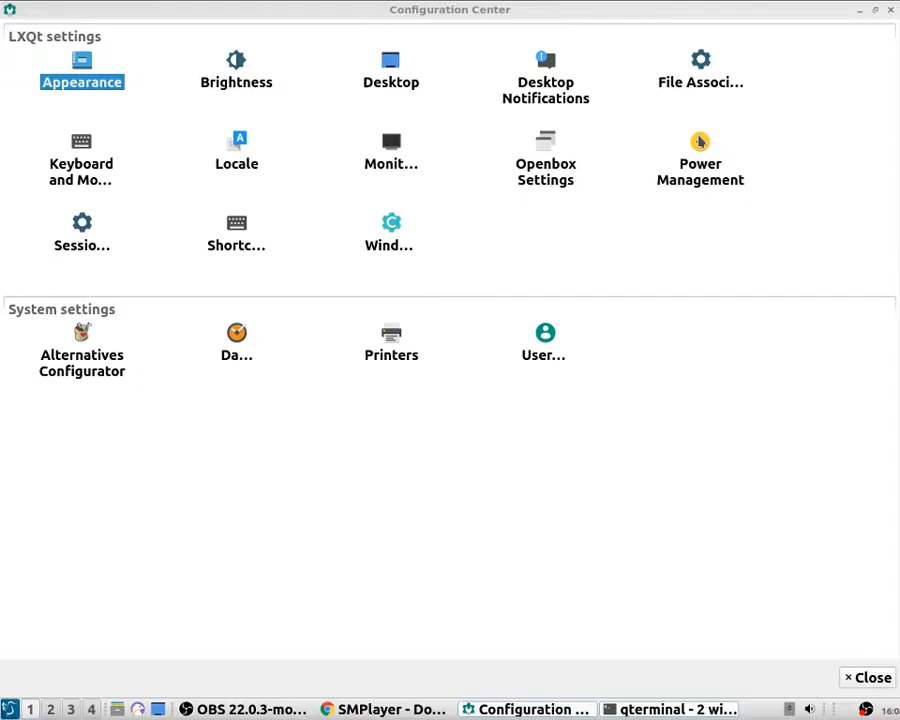 Configuration Center
LXQt settings
Appearance
Brightness
Desktop
Desktop
Notifications
File Associ...
Keyboard
and Mo...
Locale
Monit...
Openbox
Settings
Power
Management
Sessio...
Shortc...
Wind...
System settings
Alternatives
Configurator
Da...
Printers
User...
× Close
1 2 3 4 OBS 22.0.3-mo... SMPlayer - Do... Configuration ... qterminal - 2 wi...